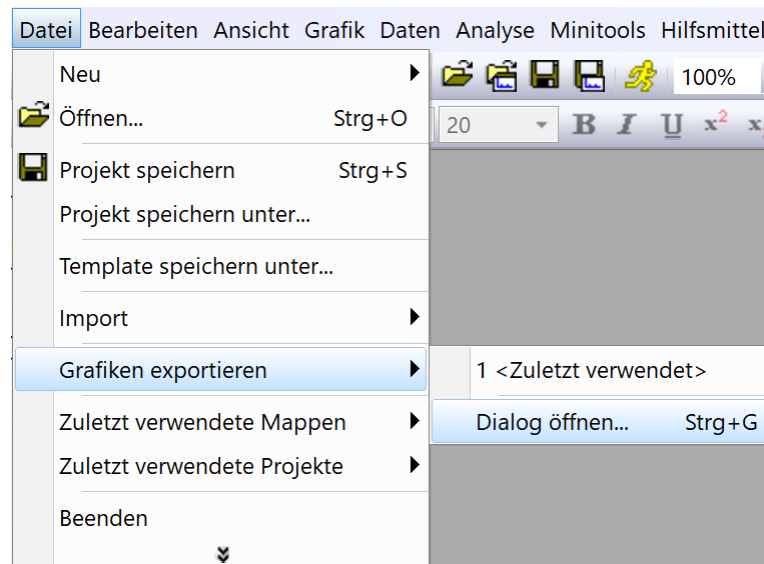 Datei Bearbeiten Ansicht Grafik Daten Analyse Minitools Hilfsmittel
Neu
100%
Öffnen... Strg+O
20 B I U x² x
Projekt speichern Strg+S
Projekt speichern unter...
Template speichern unter...
Import
Grafiken exportieren
1 <Zuletzt verwendet>
Zuletzt verwendete Mappen
Dialog öffnen... Strg+G
Zuletzt verwendete Projekte
Beenden